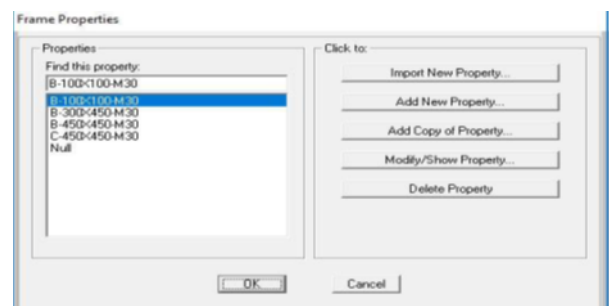 Frame Properties
Properties
Find this property:
B-100X100-M30
B-100X100-M30
B-300X450-M30
B-450X450-M30
C-450X450-M30
Null
Click to:
Import New Property...
Add New Property...
Add Copy of Property...
Modify/Show Property...
Delete Property
OK
Cancel